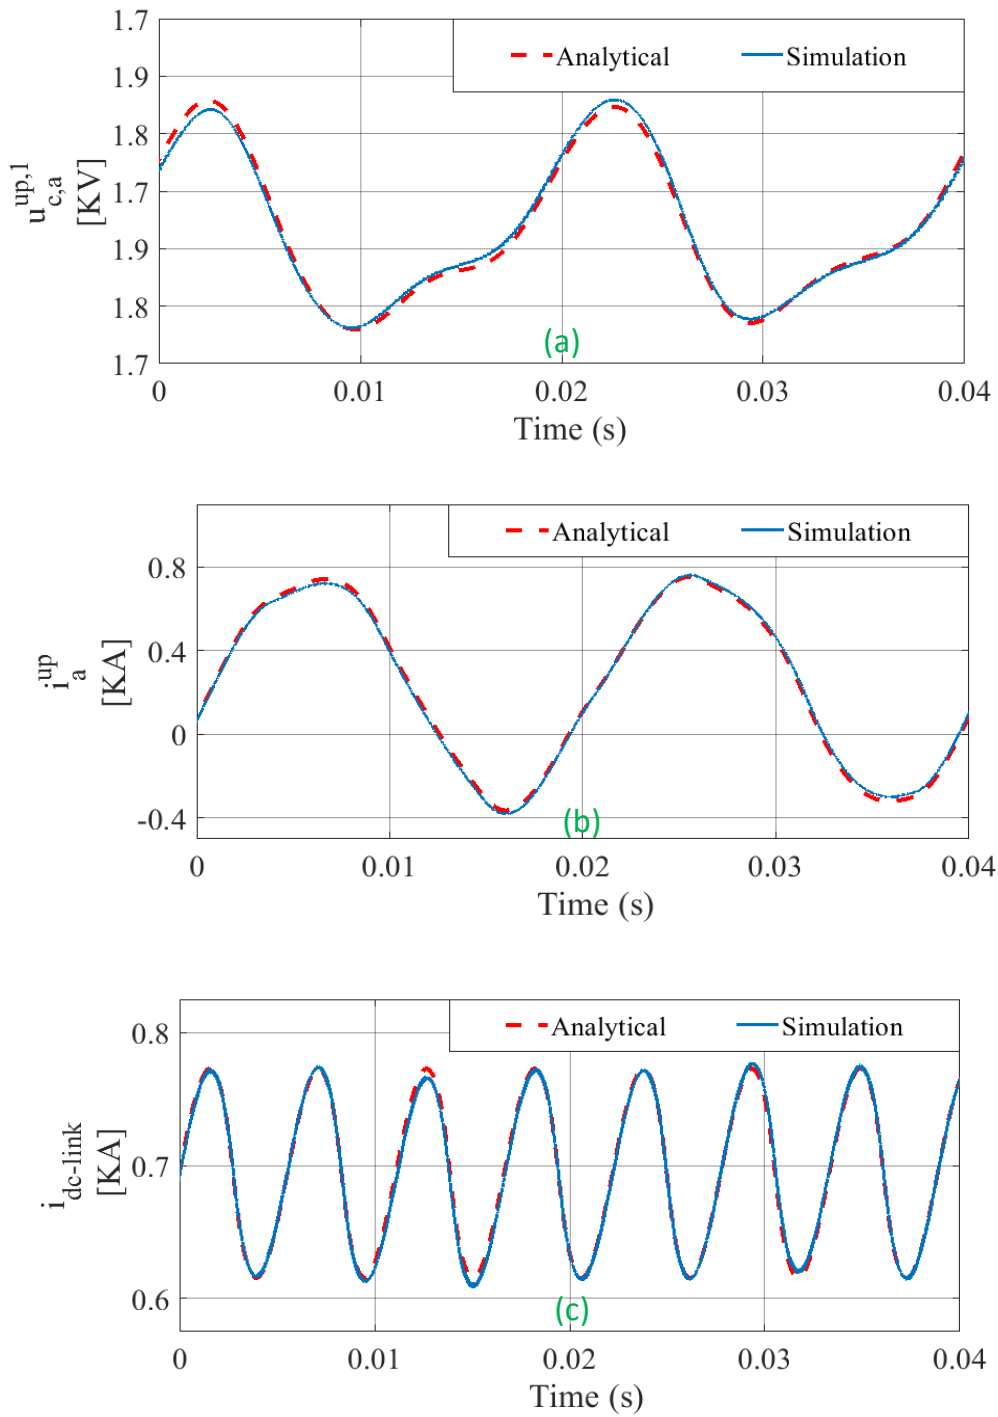 1.7
Analytical Simulation
1.9
1.8
1.7
1.9
1.8
1.7
u up,1 c,a [KV]
(a)
0 0.01 0.02 0.03 0.04
Time (s)
Analytical Simulation
0.8
0.4
0
-0.4
i up a [KA]
(b)
0 0.01 0.02 0.03 0.04
Time (s)
Analytical Simulation
0.8
0.7
0.6
i dc-link [KA]
(c)
0 0.01 0.02 0.03 0.04
Time (s)